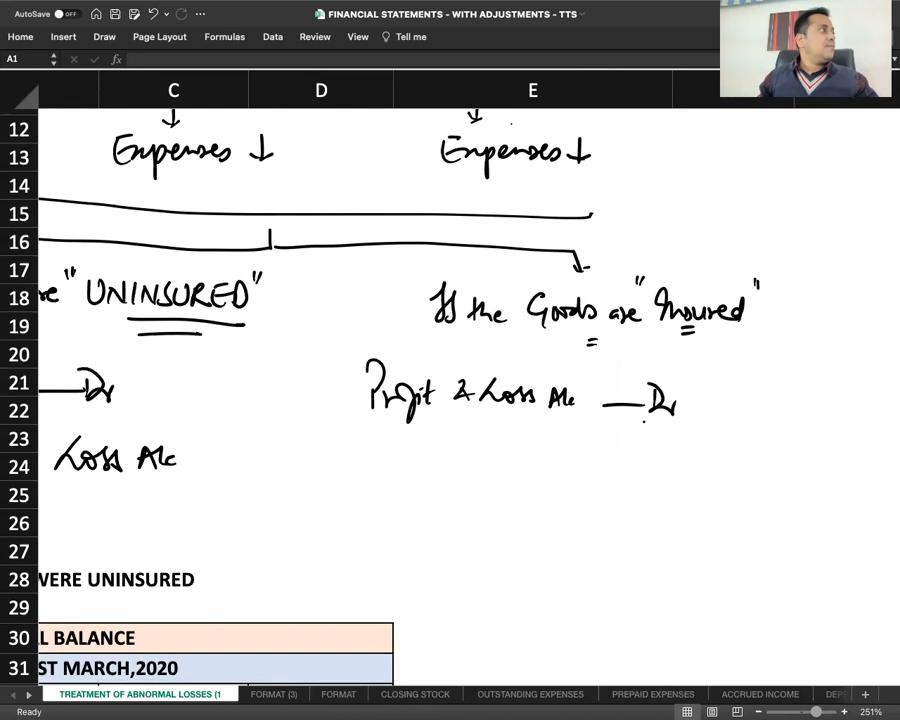 AutoSave OFF FINANCIAL STATEMENTS - WITH ADJUSTMENTS - TTS
Home Insert Draw Page Layout Formulas Data Review View Tell me
A1 fx
C D E
12
13 Expenses ↓ Expenses ↓
14
15
16
17
18 re "UNINSURED" If the Goods are "Insured"
19
20
21 Dr Profit & Loss A/c Dr
22
23
24 Loss A/c
25
26
27
28 WERE UNINSURED
29
30 L BALANCE
31 ST MARCH,2020
TREATMENT OF ABNORMAL LOSSES (1 FORMAT (3) FORMAT CLOSING STOCK OUTSTANDING EXPENSES PREPAID EXPENSES ACCRUED INCOME DEP +
Ready 251%